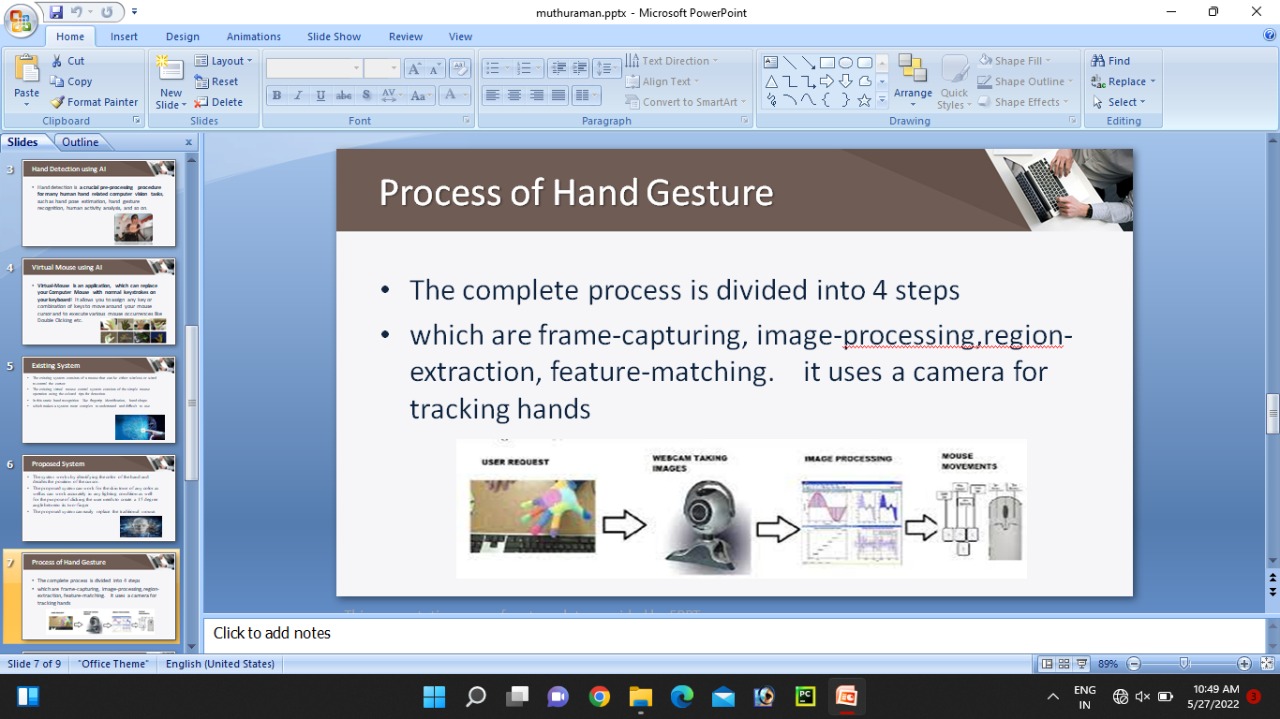 muthuraman.pptx - Microsoft PowerPoint
Home Insert Design Animations Slide Show Review View
Paste
Cut
Copy
Format Painter
Clipboard
New
Slide
Layout
Reset
Delete
Slides
B I U abc S AV Aa A
Font
Text Direction
Align Text
Convert to SmartArt
Paragraph
Arrange
Quick
Styles
Shape Fill
Shape Outline
Shape Effects
Drawing
Find
Replace
Select
Editing
Slides Outline
3
Hand Detection using AI
Hand detection is a crucial pre-processing procedure
for many human hand related computer vision tasks,
such as hand pose estimation, hand gesture
recognition, human activity analysis, and so on.
4
Virtual Mouse using AI
Virtual Mouse is an application, which can replace
your Computer Mouse with normal keystrokes on
your keyboard! It allows you to assign any key or
combination of keys to move around your mouse
cursor and to execute various mouse occurrences like
Double Clicking etc.
5
Existing System
6
Proposed System
7
Process of Hand Gesture
The complete process is divided into 4 steps
which are frame-capturing, image-processing,region-
extraction, feature-matching. it uses a camera for
tracking hands
Process of Hand Gesture
• The complete process is divided into 4 steps
• which are frame-capturing, image-processing,region-
extraction, feature-matching. it uses a camera for
tracking hands
USER REQUEST
WEBCAM TAKING
IMAGES
IMAGE PROCESSING
MOUSE
MOVEMENTS
Click to add notes
Slide 7 of 9 "Office Theme" English (United States) 89%
ENG
IN
10:49 AM
5/27/2022
3